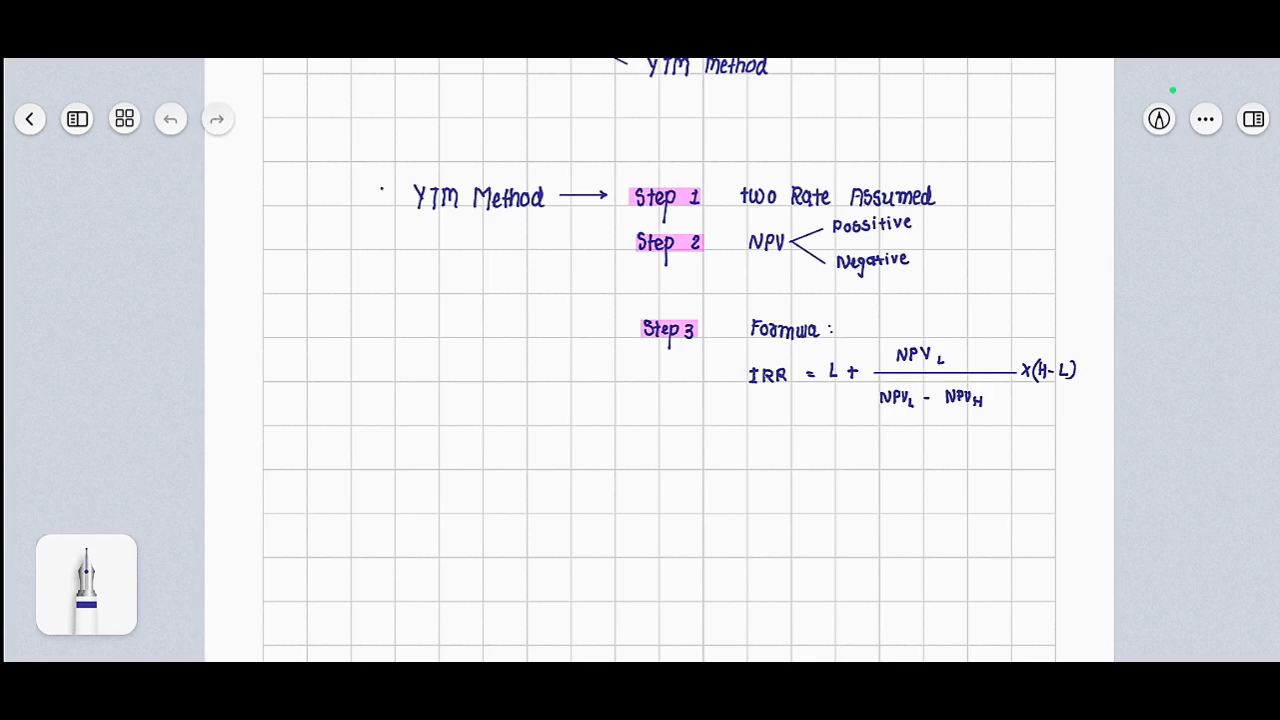 YTM Method
YTM Method → Step 1 two Rate Assumed
Step 2 NPV < Possitive
Negative
Step 3 Formula :
IRR = L + NPV_L / NPV_L - NPV_H X(H-L)